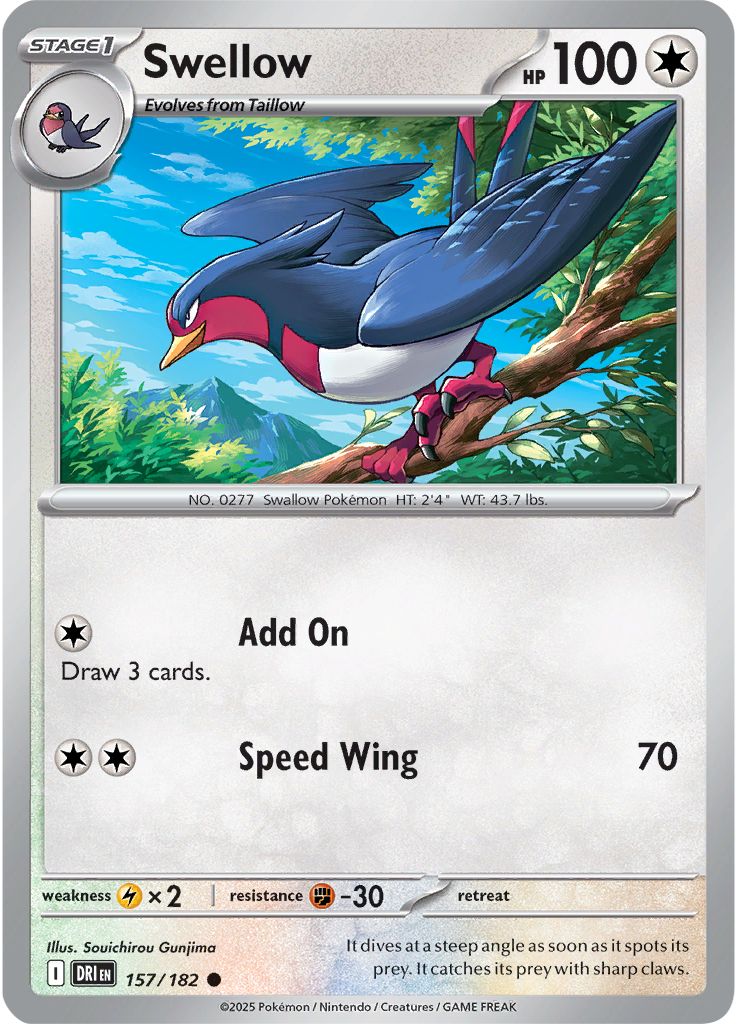 STAGE 1
Swellow
HP 100
Evolves from Taillow
NO. 0277 Swallow Pokémon HT: 2'4" WT: 43.7 lbs.
Add On
Draw 3 cards.
Speed Wing 70
weakness ×2 resistance -30 retreat
Illus. Souichirou Gunjima
It dives at a steep angle as soon as it spots its
prey. It catches its prey with sharp claws.
I DRI EN 157/182
©2025 Pokémon / Nintendo / Creatures / GAME FREAK